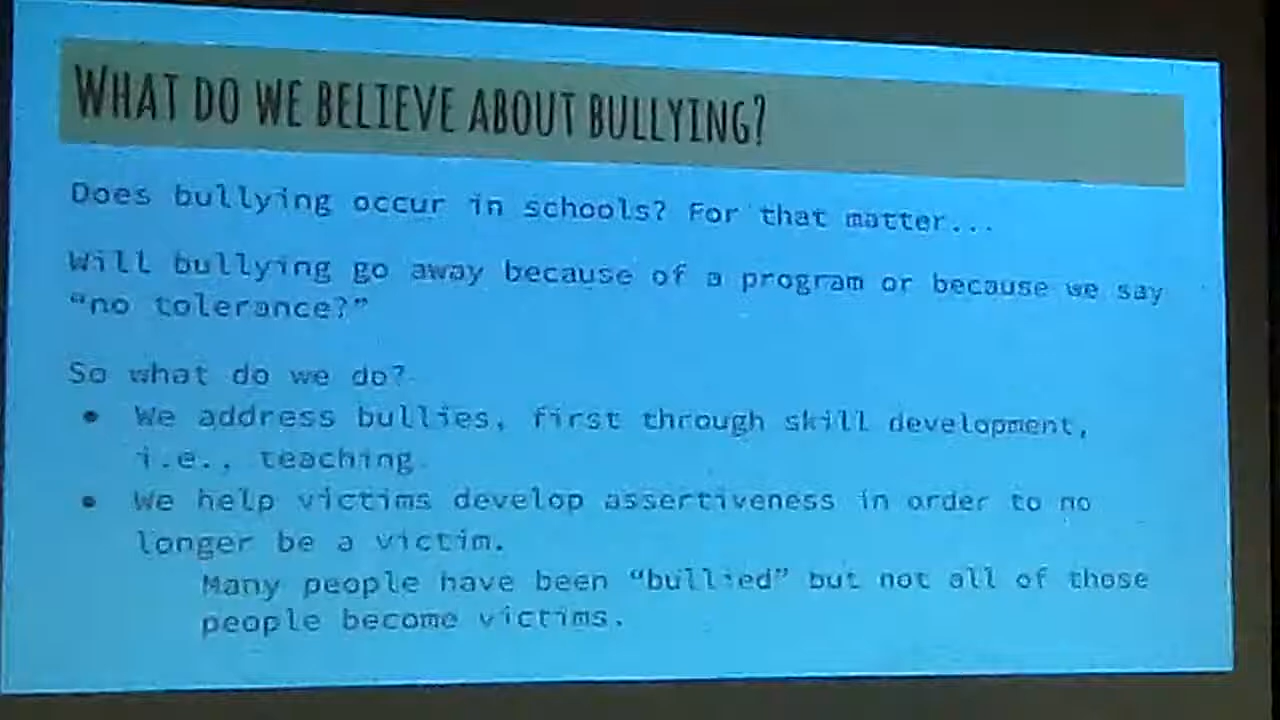 WHAT DO WE BELIEVE ABOUT BULLYING?
Does bullying occur in schools? For that matter...
Will bullying go away because of a program or because we say
“no tolerance?”
So what do we do?
● We address bullies, first through skill development,
i.e., teaching
● We help victims develop assertiveness in order to no
longer be a victim.
Many people have been “bullied” but not all of those
people become victims.